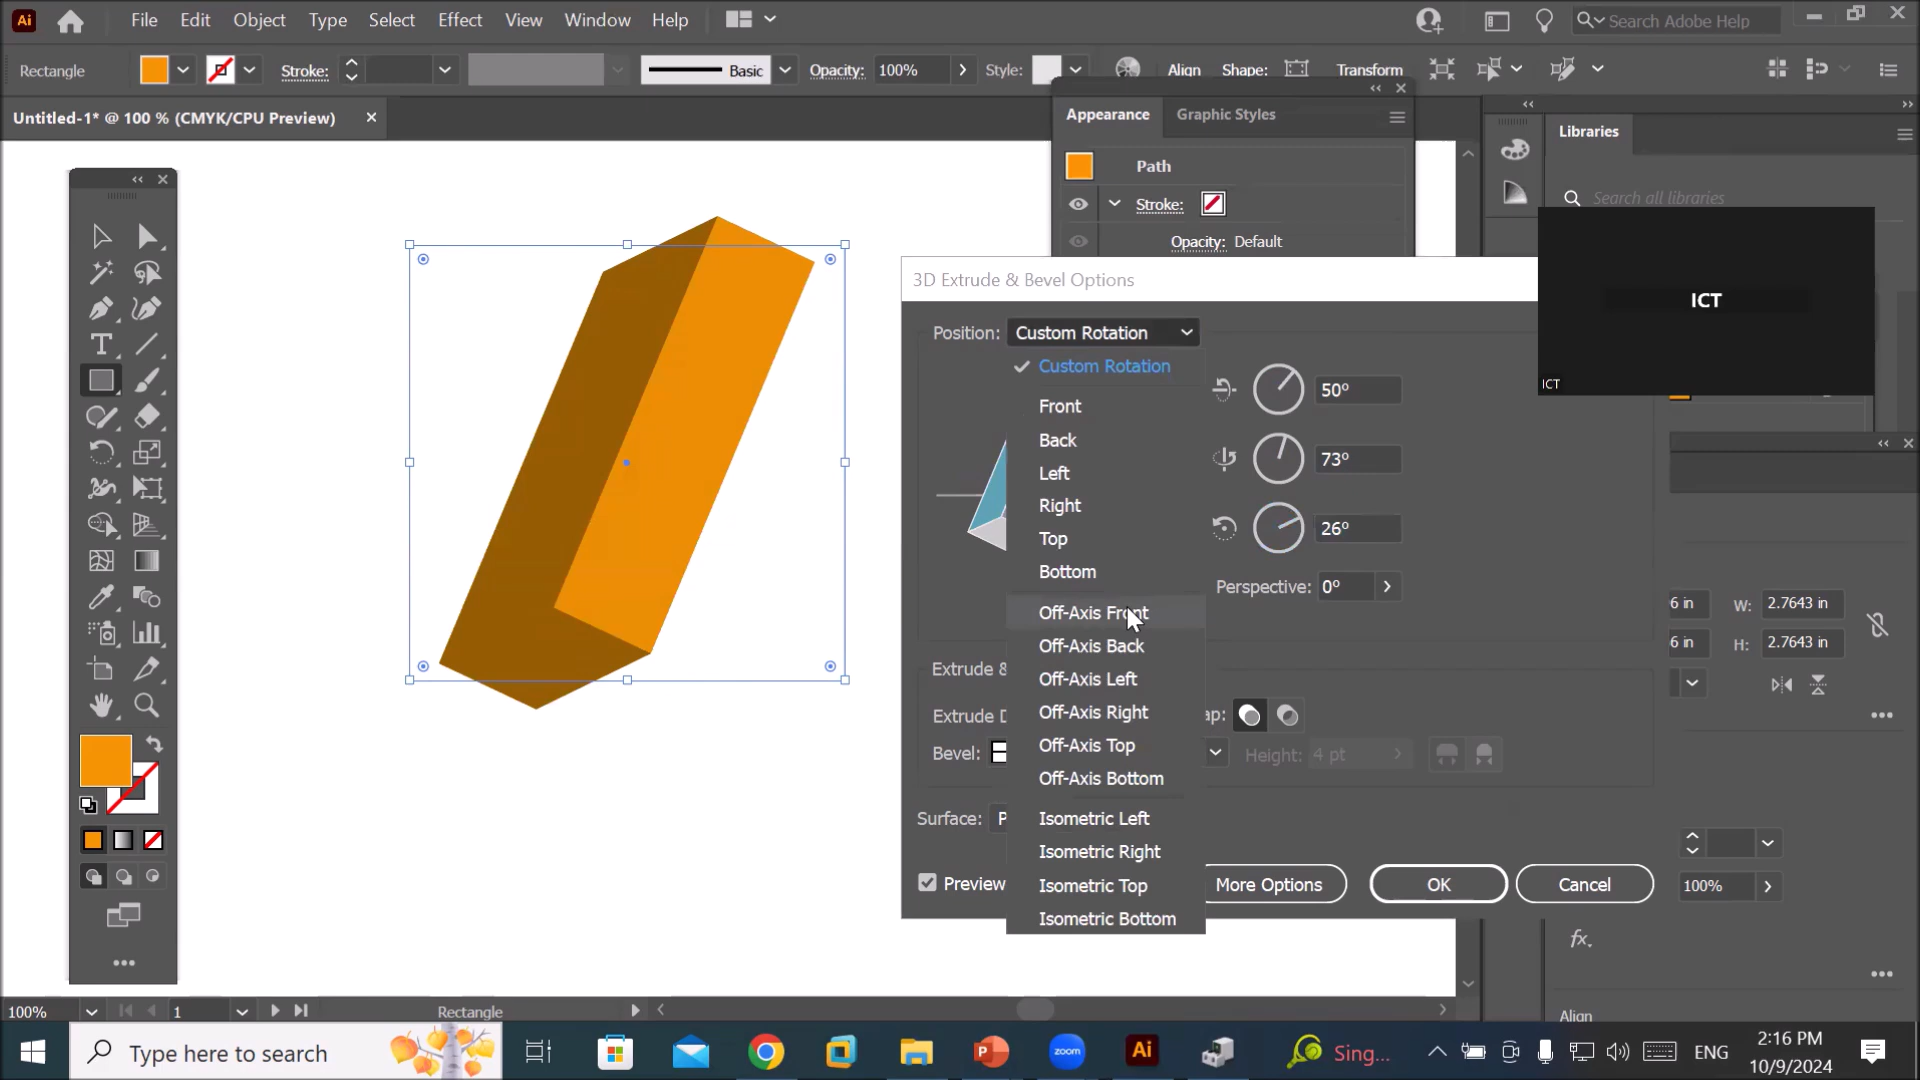 Ai File Edit Object Type Select Effect View Window Help Search Adobe Help
Rectangle Stroke: Basic Opacity: 100% Style: Align Shape: Transform
Untitled-1* @ 100 % (CMYK/CPU Preview)
Appearance Graphic Styles
Libraries
Path
Search all libraries
Stroke:
Opacity: Default
3D Extrude & Bevel Options
ICT
ICT
Position: Custom Rotation
Custom Rotation
50°
Front
Back
73°
Left
Right
26°
Top
Bottom
Perspective: 0°
Off-Axis Front
6 in W: 2.7643 in
Off-Axis Back
6 in H: 2.7643 in
Extrude &
Off-Axis Left
Extrude D
Off-Axis Right
ap:
Off-Axis Top
Bevel:
Height: 4 pt
Off-Axis Bottom
Surface: P
Isometric Left
Isometric Right
Preview
Isometric Top
More Options OK Cancel 100%
Isometric Bottom
fx.
100% 1 Rectangle
Align
Type here to search
zoom
Ai
Sing...
ENG
2:16 PM
10/9/2024